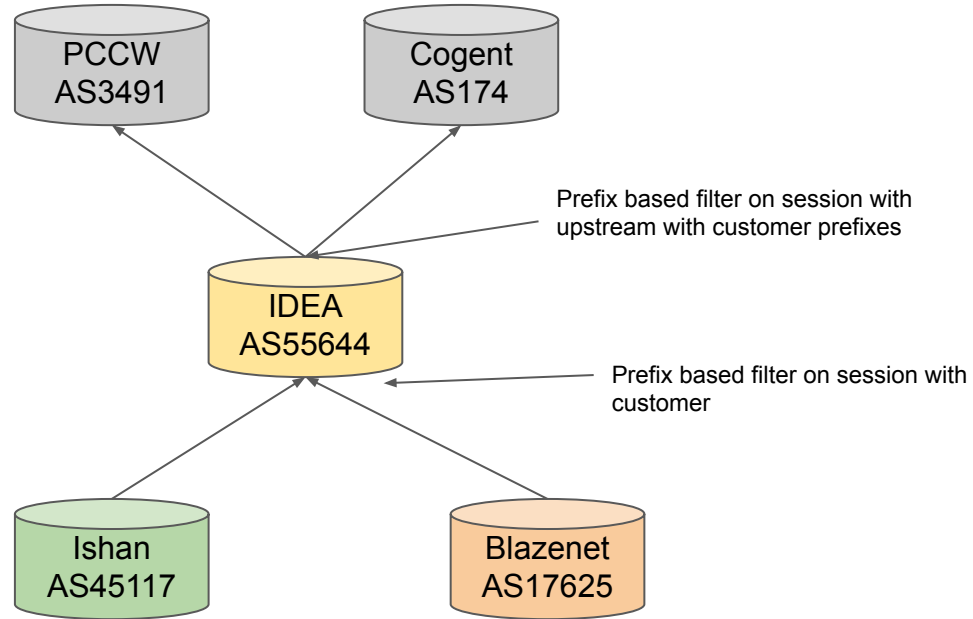 PCCW
AS3491
Cogent
AS174
Prefix based filter on session with
upstream with customer prefixes
IDEA
AS55644
Prefix based filter on session with
customer
Ishan
AS45117
Blazenet
AS17625